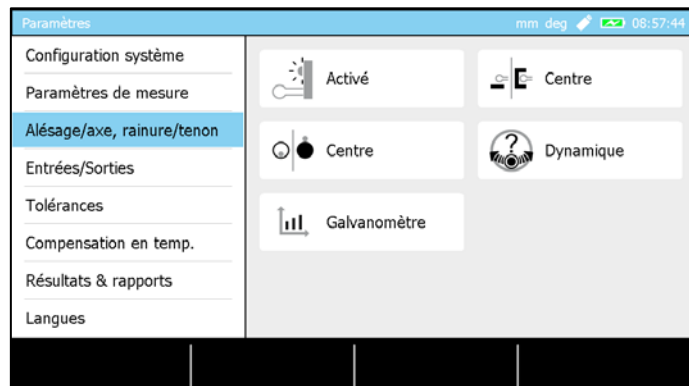 Paramètres
mm deg 08:57:44
Configuration système
Paramètres de mesure
Alésage/axe, rainure/tenon
Entrées/Sorties
Tolérances
Compensation en temp.
Résultats & rapports
Langues
Activé
Centre
Centre
Dynamique
?
Galvanomètre